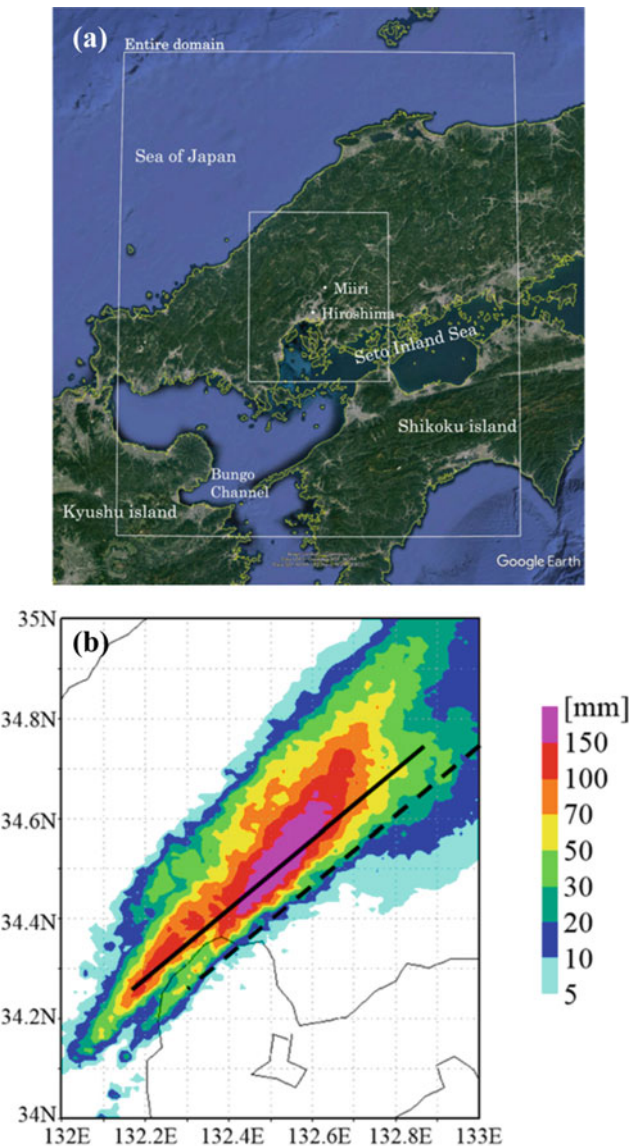 (a)
Entire domain
Sea of Japan
Miiri
Hiroshima
Seto Inland Sea
Shikoku island
Bungo
Channel
Kyushu island
Google Earth
(b)
35N
34.8N
34.6N
34.4N
34.2N
34N
132E 132.2E 132.4E 132.6E 132.8E 133E
[mm]
150
100
70
50
30
20
10
5